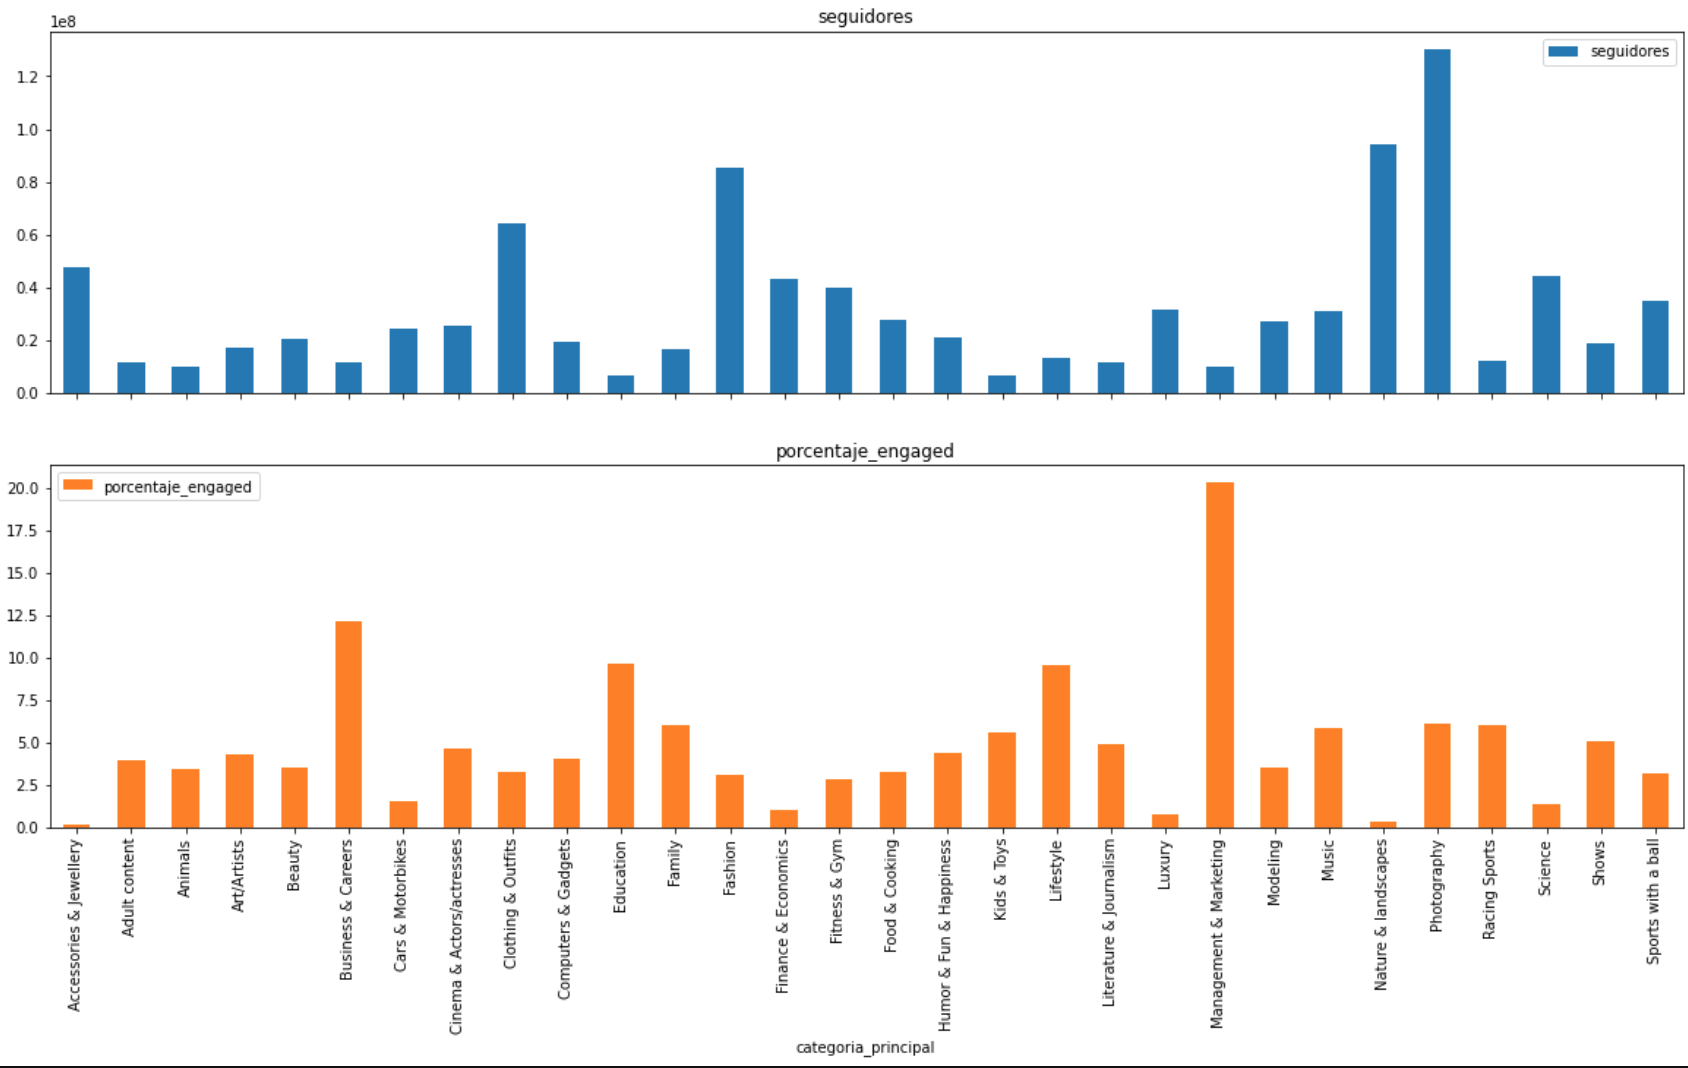 seguidores
1e8
seguidores
1.2
1.0
0.8
0.6
0.4
0.2
0.0
porcentaje_engaged
porcentaje_engaged
20.0
17.5
15.0
12.5
10.0
7.5
5.0
2.5
0.0
Accessories & Jewellery
Adult content
Animals
Art/Artists
Beauty
Business & Careers
Cars & Motorbikes
Cinema & Actors/actresses
Clothing & Outfits
Computers & Gadgets
Education
Family
Fashion
Finance & Economics
Fitness & Gym
Food & Cooking
Humor & Fun & Happiness
Kids & Toys
Lifestyle
Literature & Journalism
Luxury
Management & Marketing
Modeling
Music
Nature & landscapes
Photography
Racing Sports
Science
Shows
Sports with a ball
categoria_principal